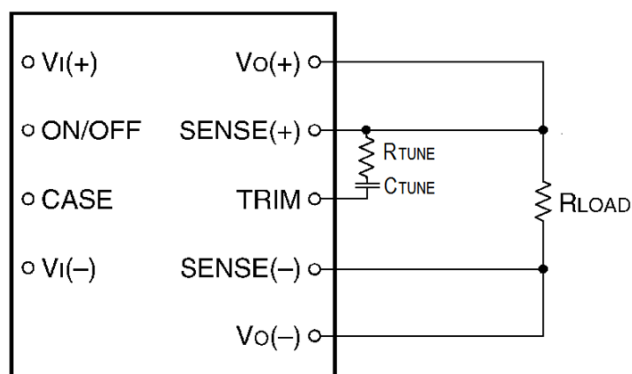 VI(+)
VO(+)
ON/OFF
SENSE(+)
RTUNE
CTUNE
CASE
TRIM
RLOAD
VI(–)
SENSE(–)
VO(–)